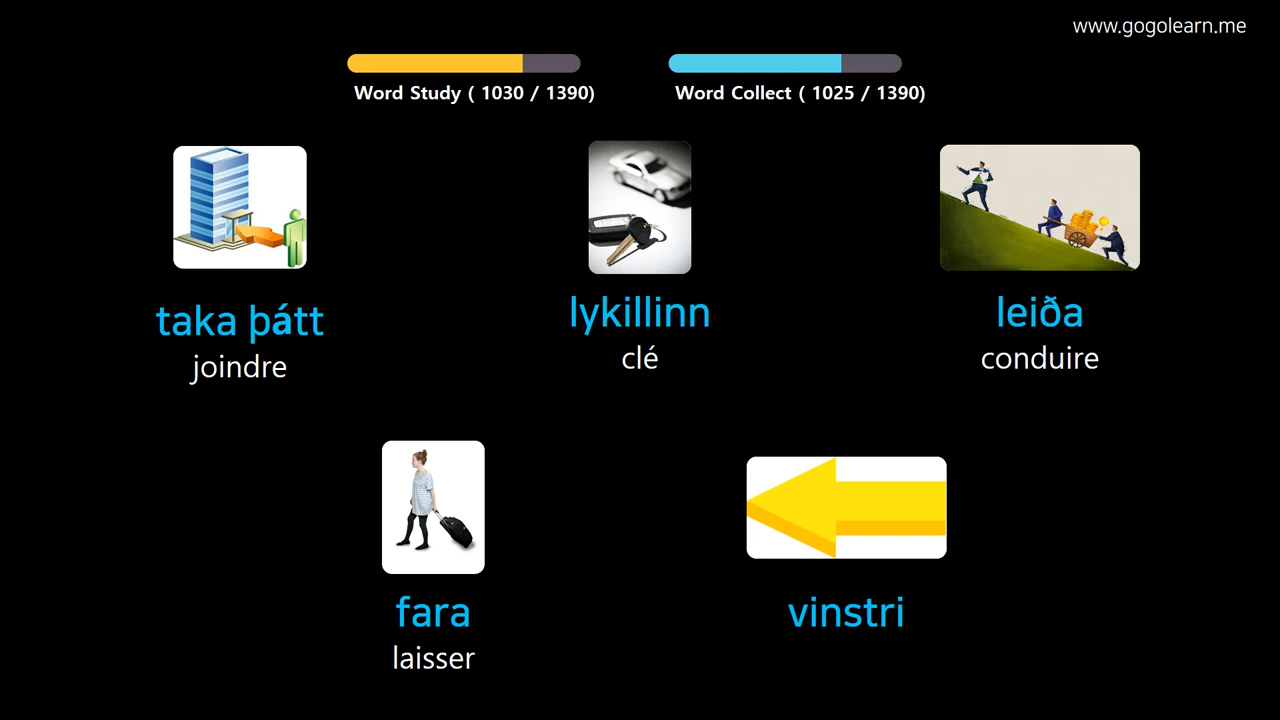 www.gogolearn.me
Word Study ( 1030 / 1390)
Word Collect ( 1025 / 1390)
taka þátt
joindre
lykillinn
clé
leiða
conduire
fara
laisser
vinstri